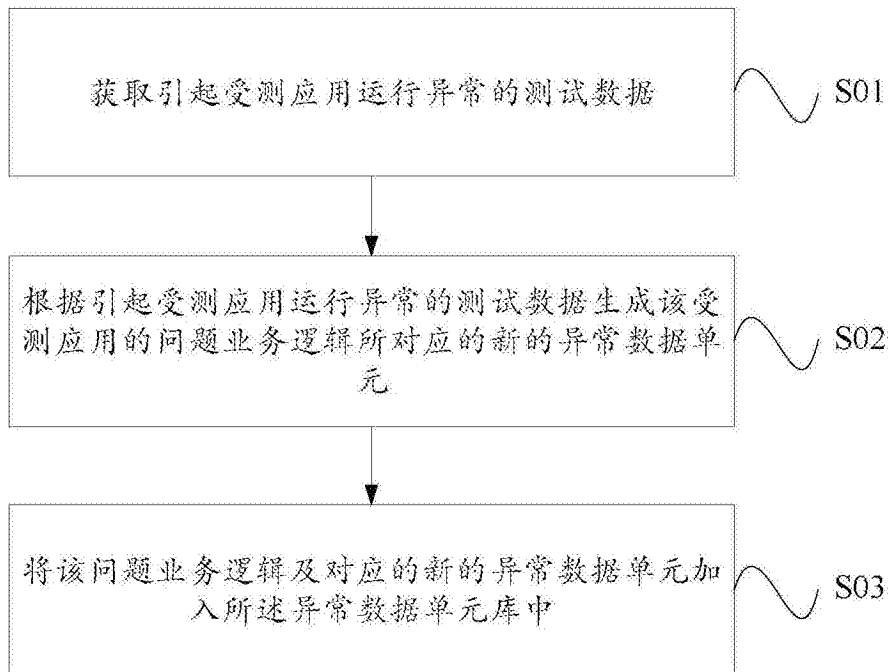 获取引起受测应用运行异常的测试数据
S01
根据引起受测应用运行异常的测试数据生成该受
测应用的问题业务逻辑所对应的新的异常数据单
元
S02
将该问题业务逻辑及对应的新的异常数据单元加
入所述异常数据单元库中
S03